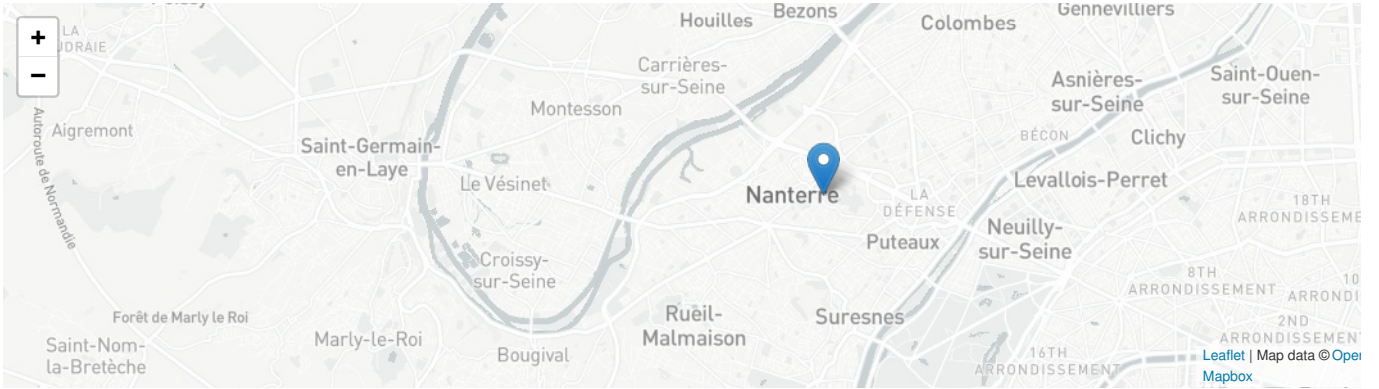 Houilles
Bezons
Colombes
Gennevilliers
+
−
LA
Carrières-
sur-Seine
Asnières-
sur-Seine
Saint-Ouen-
sur-Seine
Montesson
Aigremont
Autoroute de Normandie
Saint-Germain-
en-Laye
BÉCON
Clichy
Le Vésinet
Nanterre
LA
DÉFENSE
Levallois-Perret
18TH
ARRONDISSEME
Puteaux
Neuilly-
sur-Seine
Croissy-
sur-Seine
8TH
ARRONDISSEMENT
10
ARRONDI
Forêt de Marly le Roi
Rueil-
Malmaison
Suresnes
2ND
ARRONDISSEMENT
Saint-Nom-
la-Bretèche
Marly-le-Roi
Bougival
16TH
ARRONDISSEMENT
Leaflet | Map data © Oper
Mapbox